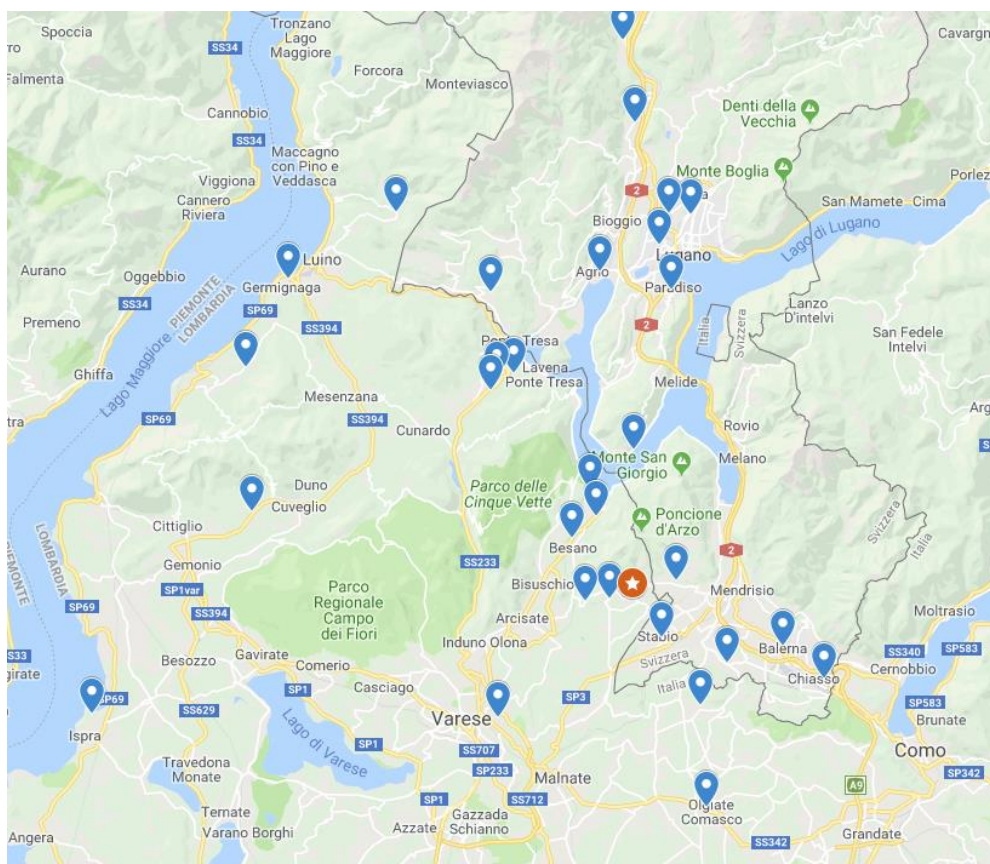 Spoccia
Tronzano
Lago
Maggiore
Cavargn
SS34
Falmenta
Forcora
Monteviasco
Cannobio
Denti della
Vecchia
SS34
Maccagno
con Pino e
Veddasca
Viggiona
Cannero
Riviera
2
Monte Boglia
Porlez
San Mamete
Cima
Bioggio
Lago di Lugano
Aurano
Oggebbio
Luino
Germignaga
Agno
Lugano
Paradiso
SS34
PIEMONTE
LOMBARDIA
SP69
Premeno
SS394
2
Italia
Svizzera
Lanzo
D'intelvi
San Fedele
Intelvi
Ghiffa
Lago Maggiore
Lavena
Ponte Tresa
Melide
Mesenzana
SP69
SS394
Cunardo
Rovio
Melano
Monte San
Giorgio
Duno
Cuveglio
Parco delle
Cinque Vette
Cittiglio
Poncione
d'Arzo
LOMBARDIA
PIEMONTE
Gemonio
SS233
Besano
2
Svizzera
Italia
SP1var
Bisuschio
Mendrisio
SP69
SS394
Parco
Regionale
Campo
dei Fiori
Arcisate
Moltrasio
Stabio
Induno Olona
Balerna
SS33
Besozzo
Gavirate
Comerio
Svizzera
SS340
SP583
Cernobbio
SP69
SP1
Casciago
SP3
Italia
Chiasso
SS629
SP583
Ispra
Lago di Varese
Varese
Brunate
SP1
SS707
Como
Travedona
Monate
SP233
Malnate
SP342
A9
Ternate
SP1
SS712
Olgiate
Comasco
Varano Borghi
Gazzada
Schianno
Azzate
Angera
SS342
Grandate